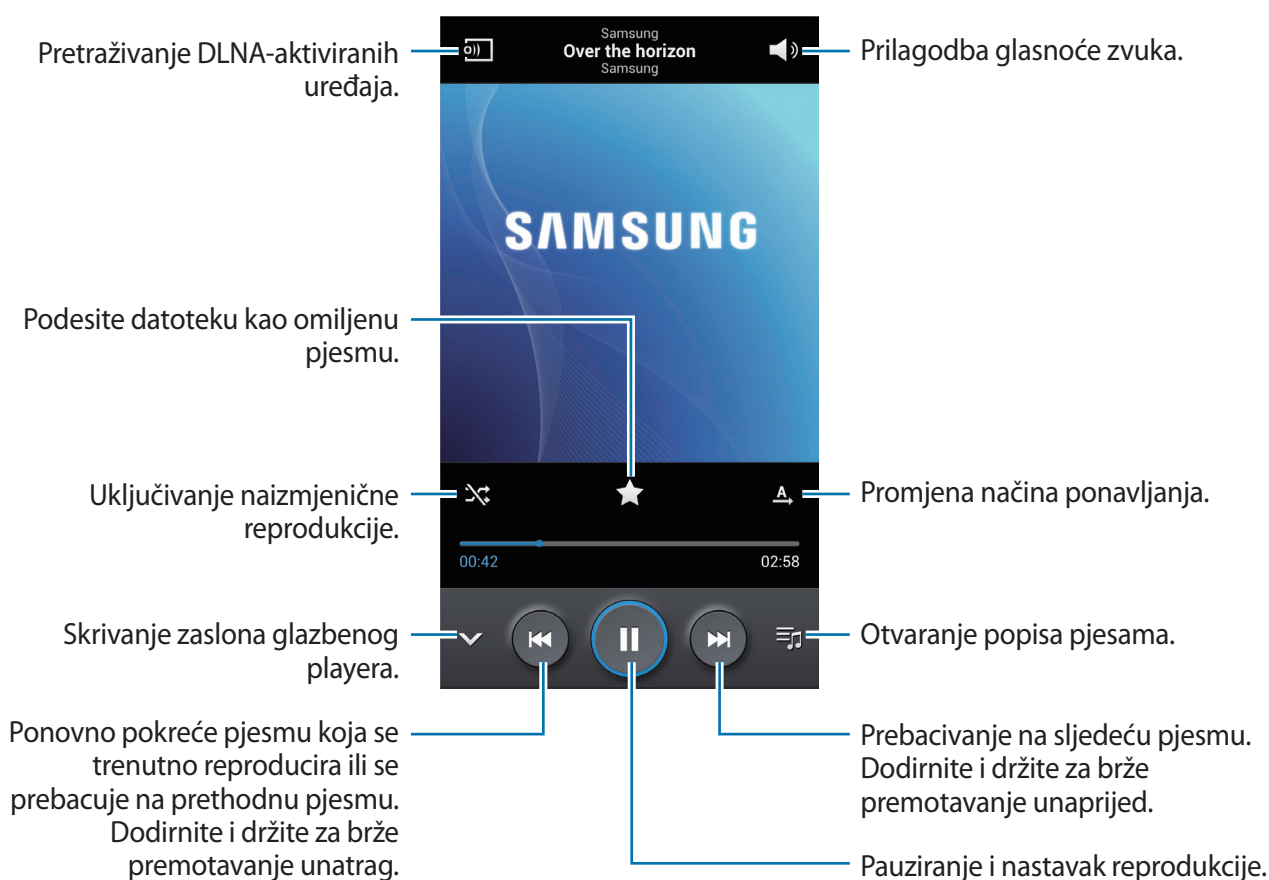 Samsung
Over the horizon
Samsung
Pretraživanje DLNA-aktiviranih
uređaja.
Prilagodba glasnoće zvuka.
SAMSUNG
Podesite datoteku kao omiljenu
pjesmu.
Uključivanje naizmjenične
reprodukcije.
A
Promjena načina ponavljanja.
00:42
02:58
Skrivanje zaslona glazbenog
playera.
Otvaranje popisa pjesama.
Ponovno pokreće pjesmu koja se
trenutno reproducira ili se
prebacuje na prethodnu pjesmu.
Dodirnite i držite za brže
premotavanje unatrag.
Prebacivanje na sljedeću pjesmu.
Dodirnite i držite za brže
premotavanje unaprijed.
Pauziranje i nastavak reprodukcije.